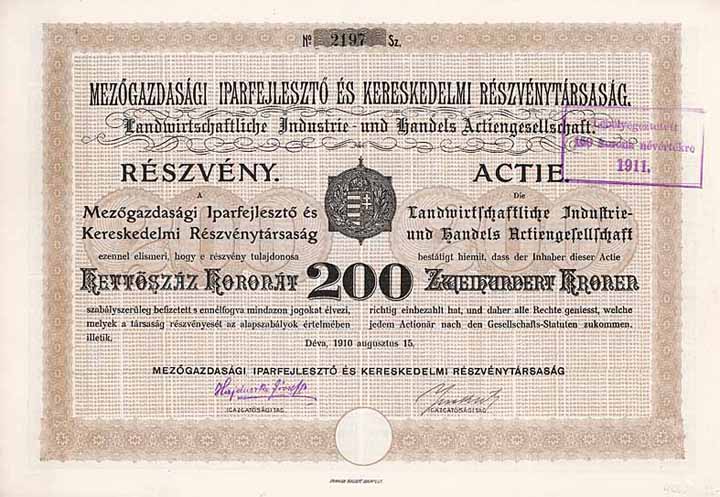 № 2197 Sz.
MEZŐGAZDASÁGI IPARFEJLESZTŐ ÉS KERESKEDELMI RÉSZVÉNYTÁRSASÁG.
Landwirtschaftliche Industrie- und Handels Actiengesellschaft.
névértékre
1911.
RÉSZVÉNY.
A
Mezőgazdasági Iparfejlesztő és
Kereskedelmi Részvénytársaság
ezennel elismeri, hogy e részvény tulajdonosa
Kettőszáz Koronát
szabályszerüleg befizetett s ennélfogva mindazon jogokat élvezi,
melyek a társaság részvényesét az alapszabályok értelmében
illetik.
200
ACTIE.
Die
Landwirtschaftliche Industrie-
und Handels Actiengesellschaft
bestätigt hiemit, dass der Inhaber dieser Actie
Zweihundert Kronen
richtig einbezahlt hat, und daher alle Rechte geniesst, welche
jedem Actionär nach den Gesellschafts-Statuten zukommen.
Déva, 1910 augusztus 15.
MEZŐGAZDASÁGI IPARFEJLESZTŐ ÉS KERESKEDELMI RÉSZVÉNYTÁRSASÁG
IGAZGATÓSÁGI TAG.
IGAZGATÓSÁGI TAG.